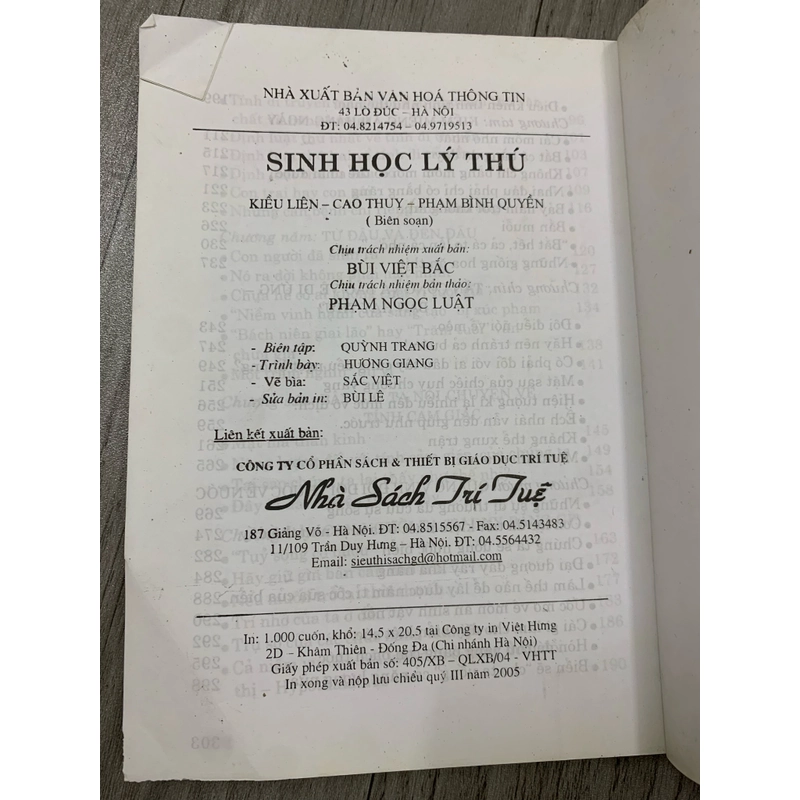 NHÀ XUẤT BẢN VĂN HOÁ THÔNG TIN
43 LÒ ĐÚC – HÀ NỘI
ĐT: 04.8214754 – 04.9719513
SINH HỌC LÝ THÚ
KIỀU LIÊN – CAO THUỴ – PHẠM BÌNH QUYỀN
( Biên soạn)
Chịu trách nhiệm xuất bản:
BÙI VIỆT BẮC
Chịu trách nhiệm bản thảo:
PHẠM NGỌC LUẬT
- Biên tập: QUỲNH TRANG
- Trình bày: HƯƠNG GIANG
- Vẽ bìa: SẮC VIỆT
- Sửa bản in: BÙI LÊ
Liên kết xuất bản:
CÔNG TY CỔ PHẦN SÁCH & THIẾT BỊ GIÁO DỤC TRÍ TUỆ
Nhà Sách Trí Tuệ
187 Giảng Võ - Hà Nội. ĐT: 04.8515567 - Fax: 04.5143483
11/109 Trần Duy Hưng – Hà Nội. ĐT: 04.5564432
Email: sieuthisachgd@hotmail.com
In: 1.000 cuốn, khổ: 14,5 x 20.5 tại Công ty in Việt Hưng
2D - Khâm Thiên - Đống Đa (Chi nhánh Hà Nội)
Giấy phép xuất bản số: 405/XB – QLXB/04 - VHTT
In xong và nộp lưu chiểu quý III năm 2005